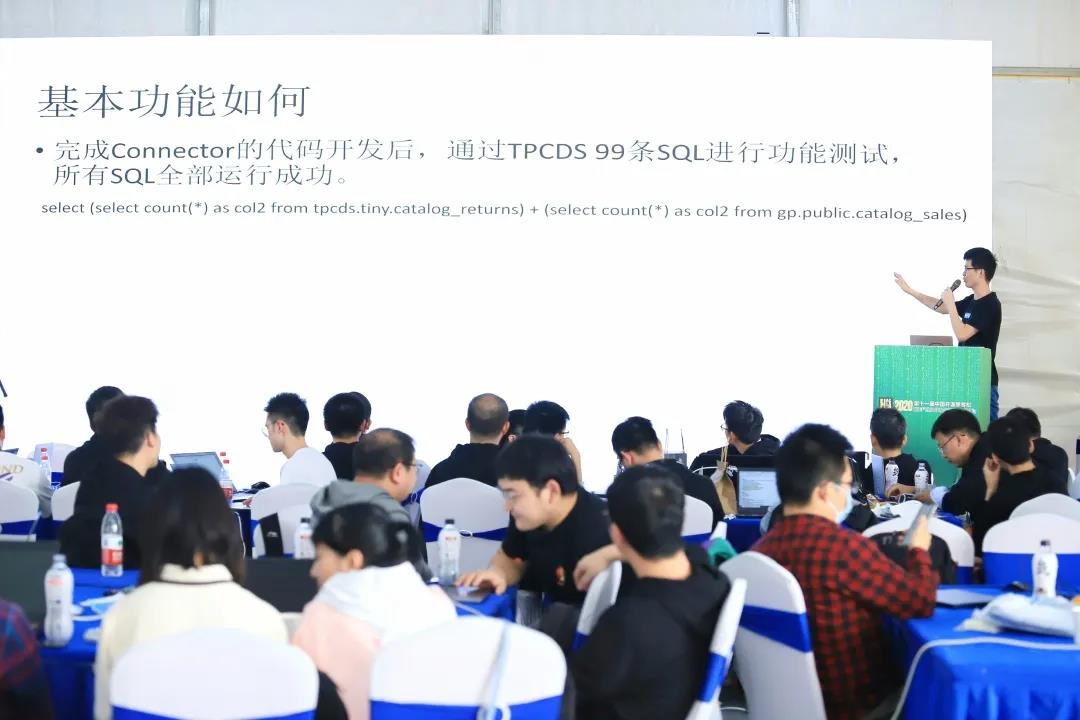 基本功能如何
• 完成Connector的代码开发后，通过TPCDS 99条SQL进行功能测试，
所有SQL全部运行成功。
select (select count(*) as col2 from tpcds.tiny.catalog_returns) + (select count(*) as col2 from gp.public.catalog_sales)
2020